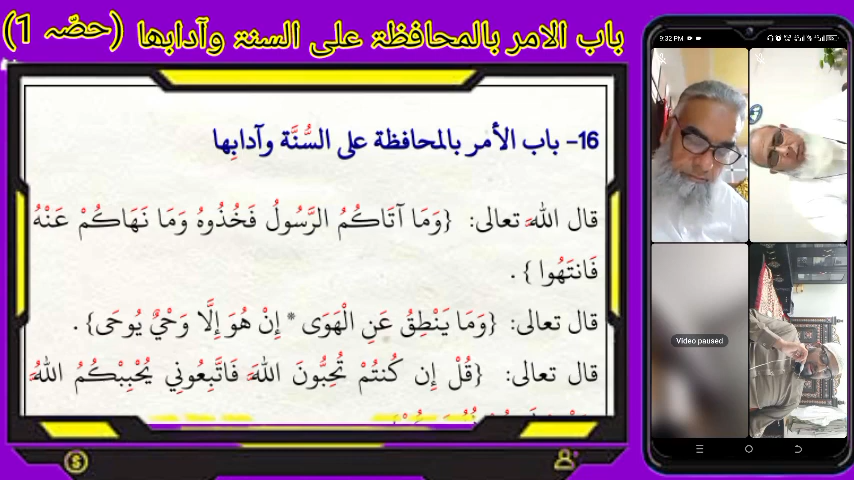 باب الامر بالمحافظة على السنة وآدابها (حصّہ 1)
16- باب الأمر بالمحافظة على السُّنَّة وآدابِها
قال اللهَ تعالى: {وَمَا آتَاكُمُ الرَّسُولُ فَخُذُوهُ وَمَا نَهَاكُمْ عَنْهُ
فَانتَهُوا } .
قال تعالى: {وَمَا يَنْطِقُ عَنِ الْهَوَى * إِنْ هُوَ إِلَّا وَحْيٌ يُوحَى} .
قال تعالى: {قُلْ إِن كُنتُمْ تُحِبُّونَ اللهَ فَاتَّبِعُونِي يُحْبِبْكُمُ اللهُ
9:32 PM
Video paused